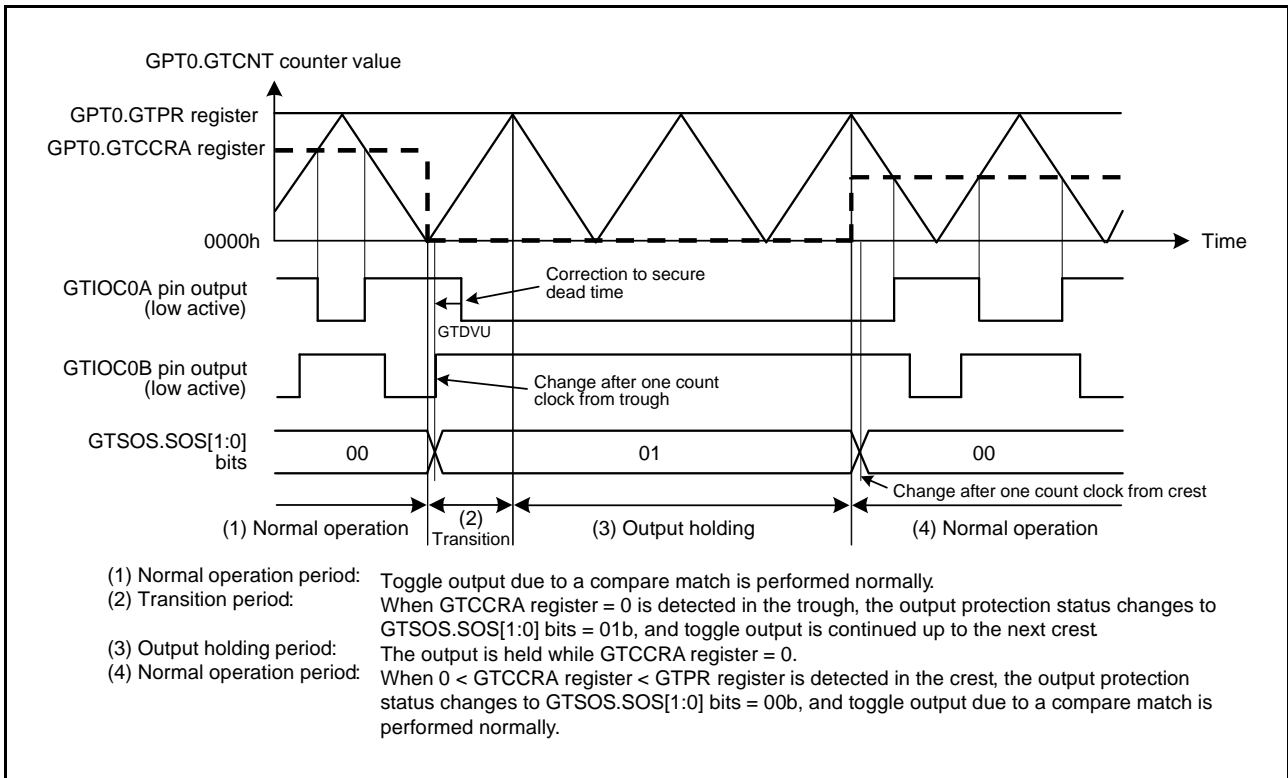 GPT0.GTCNT counter value
GPT0.GTPR register
GPT0.GTCCRA register
0000h
Time
GTIOC0A pin output
(low active)
Correction to secure
dead time
GTDVU
GTIOC0B pin output
(low active)
Change after one count
clock from trough
GTSOS.SOS[1:0]
bits
00
01
00
Change after one count clock from crest
(1) Normal operation
(2)
Transition
(3) Output holding
(4) Normal operation
(1) Normal operation period: Toggle output due to a compare match is performed normally.
(2) Transition period: When GTCCRA register = 0 is detected in the trough, the output protection status changes to
GTSOS.SOS[1:0] bits = 01b, and toggle output is continued up to the next crest.
(3) Output holding period: The output is held while GTCCRA register = 0.
(4) Normal operation period: When 0 < GTCCRA register < GTPR register is detected in the crest, the output protection
status changes to GTSOS.SOS[1:0] bits = 00b, and toggle output due to a compare match is
performed normally.